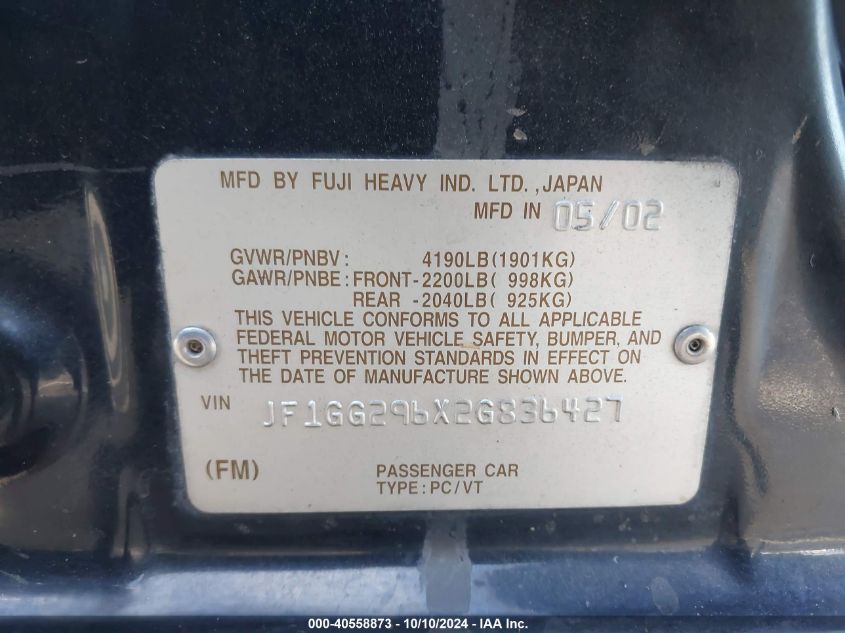 MFD BY FUJI HEAVY IND. LTD.,JAPAN
MFD IN 05/02
GVWR/PNBV: 4190LB(1901KG)
GAWR/PNBE: FRONT-2200LB( 998KG)
REAR -2040LB( 925KG)
THIS VEHICLE CONFORMS TO ALL APPLICABLE
FEDERAL MOTOR VEHICLE SAFETY, BUMPER, AND
THEFT PREVENTION STANDARDS IN EFFECT ON
THE DATE OF MANUFACTURE SHOWN ABOVE.
VIN JF1GG296X2G836427
(FM) PASSENGER CAR
TYPE:PC/VT
000-40558873 - 10/10/2024 - IAA Inc.